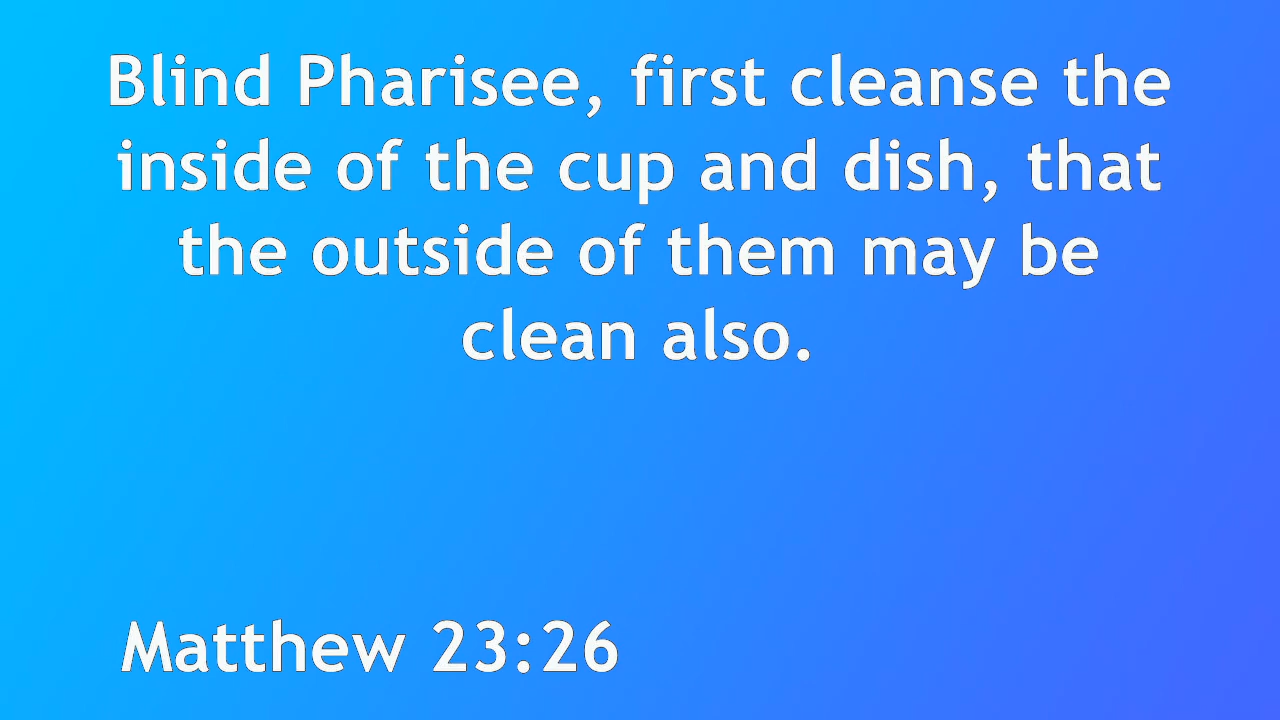 Blind Pharisee, first cleanse the
inside of the cup and dish, that
the outside of them may be
clean also.
Matthew 23:26